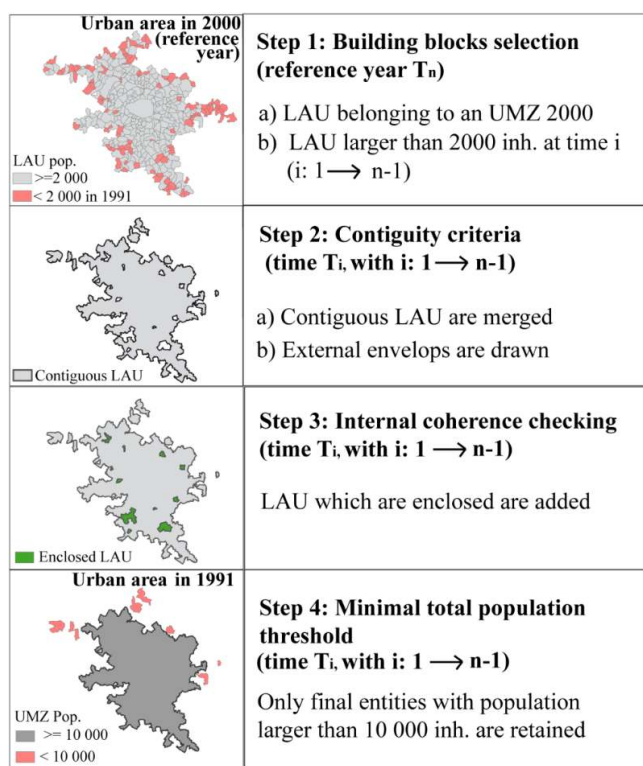 Urban area in 2000
(reference
year)
LAU pop.
>=2 000
< 2 000 in 1991
Step 1: Building blocks selection
(reference year Tn)
a) LAU belonging to an UMZ 2000
b) LAU larger than 2000 inh. at time i
(i: 1 ⟶ n-1)
Contiguous LAU
Step 2: Contiguity criteria
(time Ti, with i: 1 ⟶ n-1)
a) Contiguous LAU are merged
b) External envelops are drawn
Enclosed LAU
Step 3: Internal coherence checking
(time Ti, with i: 1 ⟶ n-1)
LAU which are enclosed are added
Urban area in 1991
UMZ Pop.
>= 10 000
< 10 000
Step 4: Minimal total population
threshold
(time Ti, with i: 1 ⟶ n-1)
Only final entities with population
larger than 10 000 inh. are retained